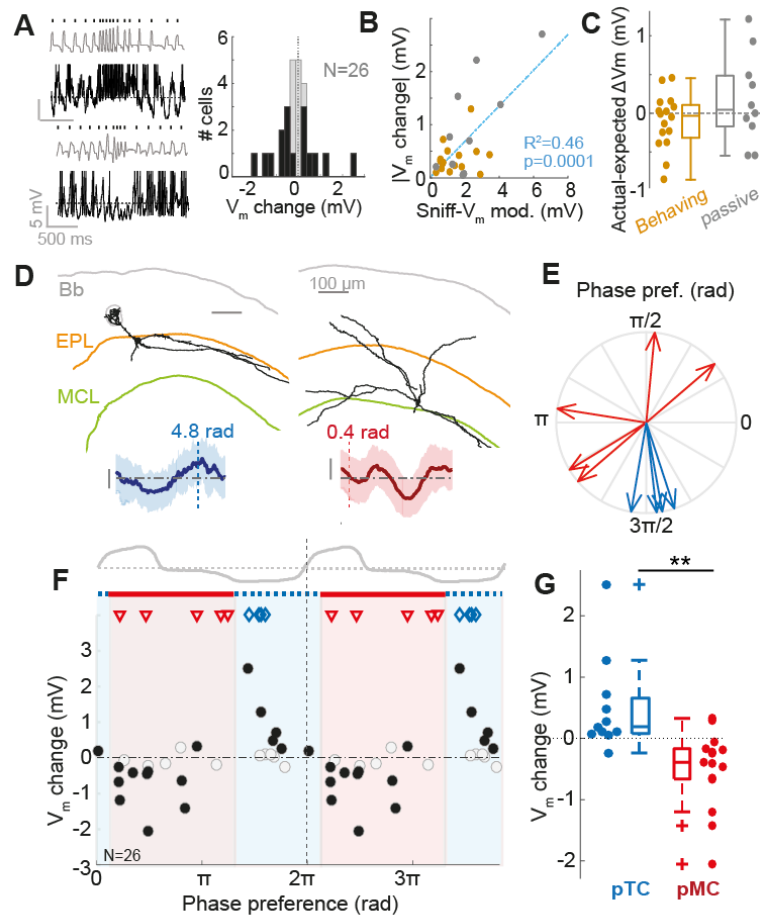 A
5 mV
500 ms
# cells
6
4
2
0
N=26
-2
0
2
Vm change (mV)
B
|Vm change| (mV)
3
2
1
0
R²=0.46
p=0.0001
0
2
4
6
8
Sniff-Vm mod. (mV)
C
Actual-expected ΔVm (mV)
1
0
-1
Behaving
passive
D
Bb
EPL
MCL
100 µm
4.8 rad
0.4 rad
E
Phase pref. (rad)
π/2
π
0
3π/2
F
Vm change (mV)
4
3
2
1
0
-1
-2
-3
N=26
0
π
2π
3π
Phase preference (rad)
G
**
Vm change (mV)
2
1
0
-1
-2
pTC
pMC